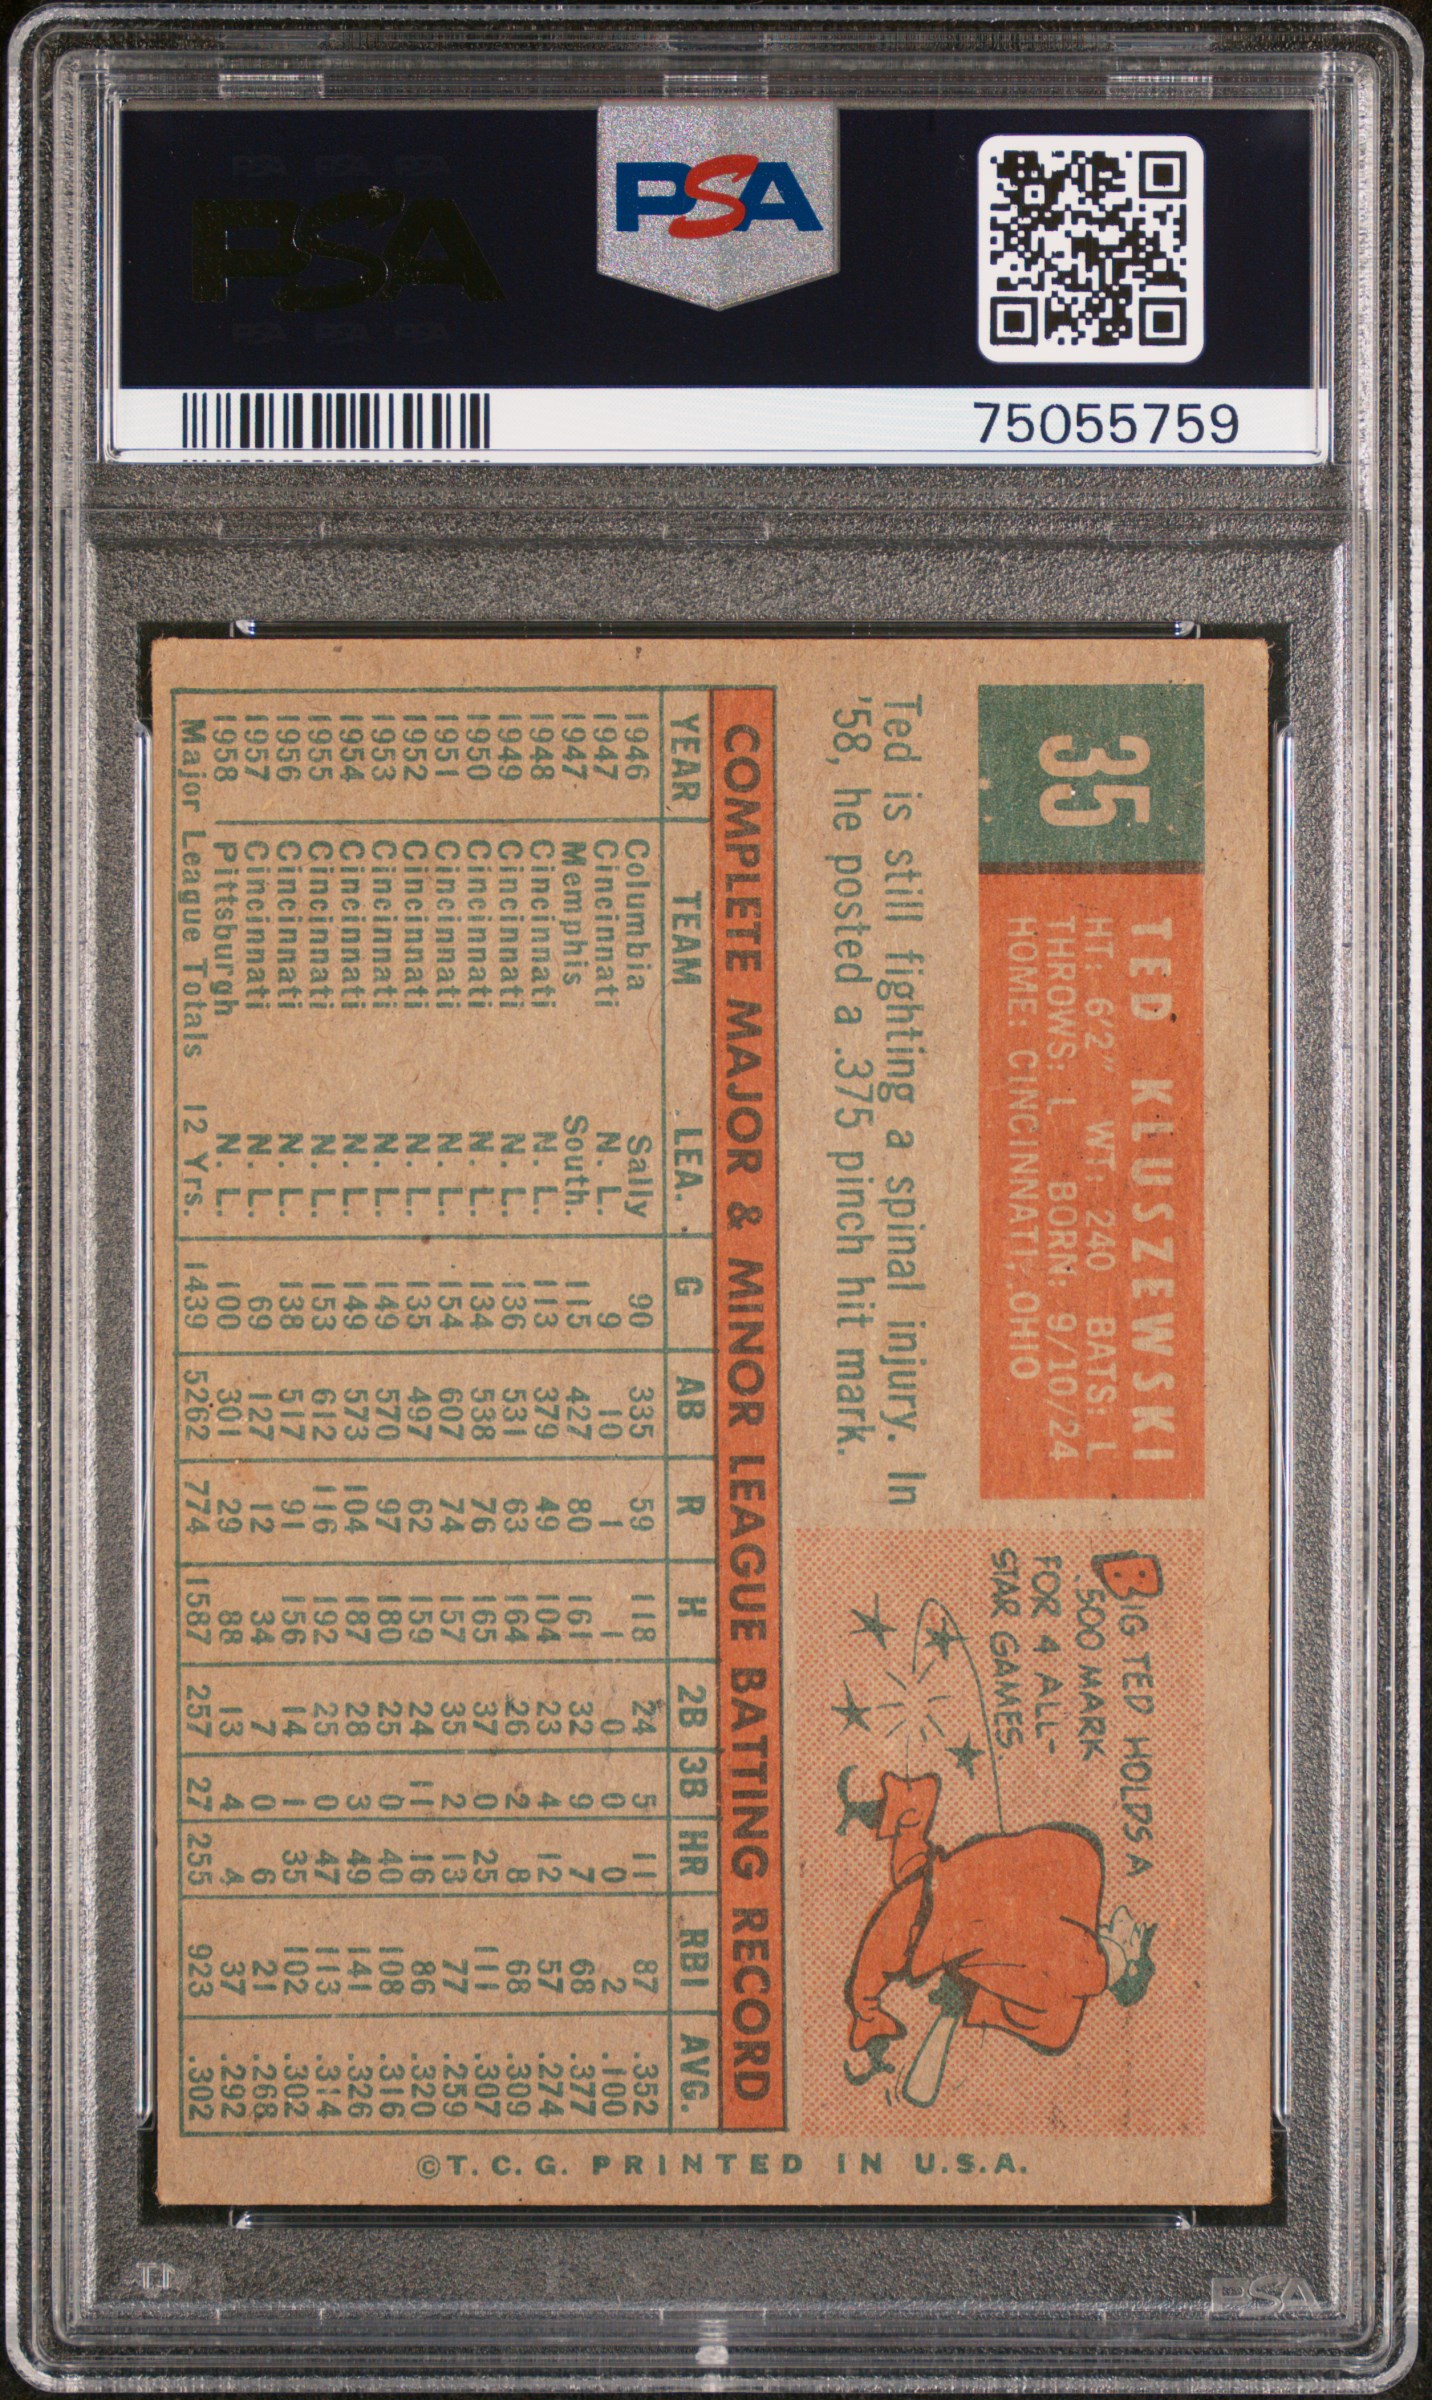 PSA
PSA
75055759
35
TED KLUSZEWSKI
HT: 6'2" WT: 240 BATS: L
THROWS: L BORN: 9/10/24
HOME: CINCINNATI, OHIO
Ted is still fighting a spinal injury. In
'58, he posted a .375 pinch hit mark.
BIG TED HOLDS A
.500 MARK
FOR 4 ALL-
STAR GAMES.
COMPLETE MAJOR & MINOR LEAGUE BATTING RECORD
YEAR TEAM LEA. G AB R H 2B 3B HR RBI AVG.
1946 Columbia Sally 90 335 59 118 24 5 11 87 .352
1947 Cincinnati N. L. 9 10 1 1 0 0 0 2 .100
1947 Memphis South. 115 427 80 161 32 9 7 68 .377
1948 Cincinnati N. L. 113 379 49 104 23 4 12 57 .274
1949 Cincinnati N. L. 136 531 63 164 26 2 8 68 .309
1950 Cincinnati N. L. 134 538 76 165 37 0 25 111 .307
1951 Cincinnati N. L. 154 607 74 157 35 2 13 77 .259
1952 Cincinnati N. L. 135 497 62 159 24 11 16 86 .320
1953 Cincinnati N. L. 149 570 97 180 25 0 40 108 .316
1954 Cincinnati N. L. 149 573 104 187 28 3 49 141 .326
1955 Cincinnati N. L. 153 612 116 192 25 0 47 113 .314
1956 Cincinnati N. L. 138 517 91 156 14 1 35 102 .302
1957 Cincinnati N. L. 69 127 12 34 7 0 6 21 .268
1958 Pittsburgh N. L. 100 301 29 88 13 4 4 37 .292
Major League Totals 12 Yrs. 1439 5262 774 1587 257 27 255 923 .302
©T. C. G. PRINTED IN U.S.A.
PSA